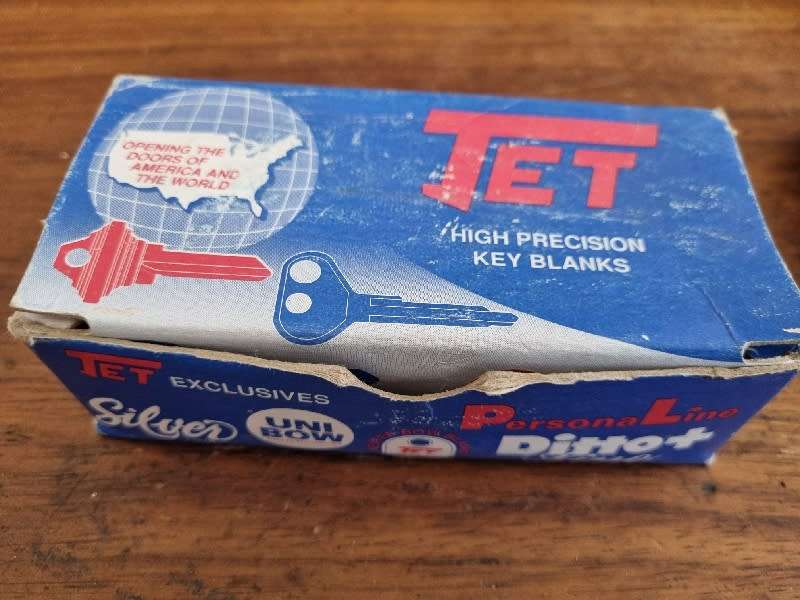 OPENING THE
DOORS OF
AMERICA AND
THE WORLD
TET
HIGH PRECISION
KEY BLANKS
TET EXCLUSIVES
Silver
UNI
BOW
TET
PersonaLine
Ditto+